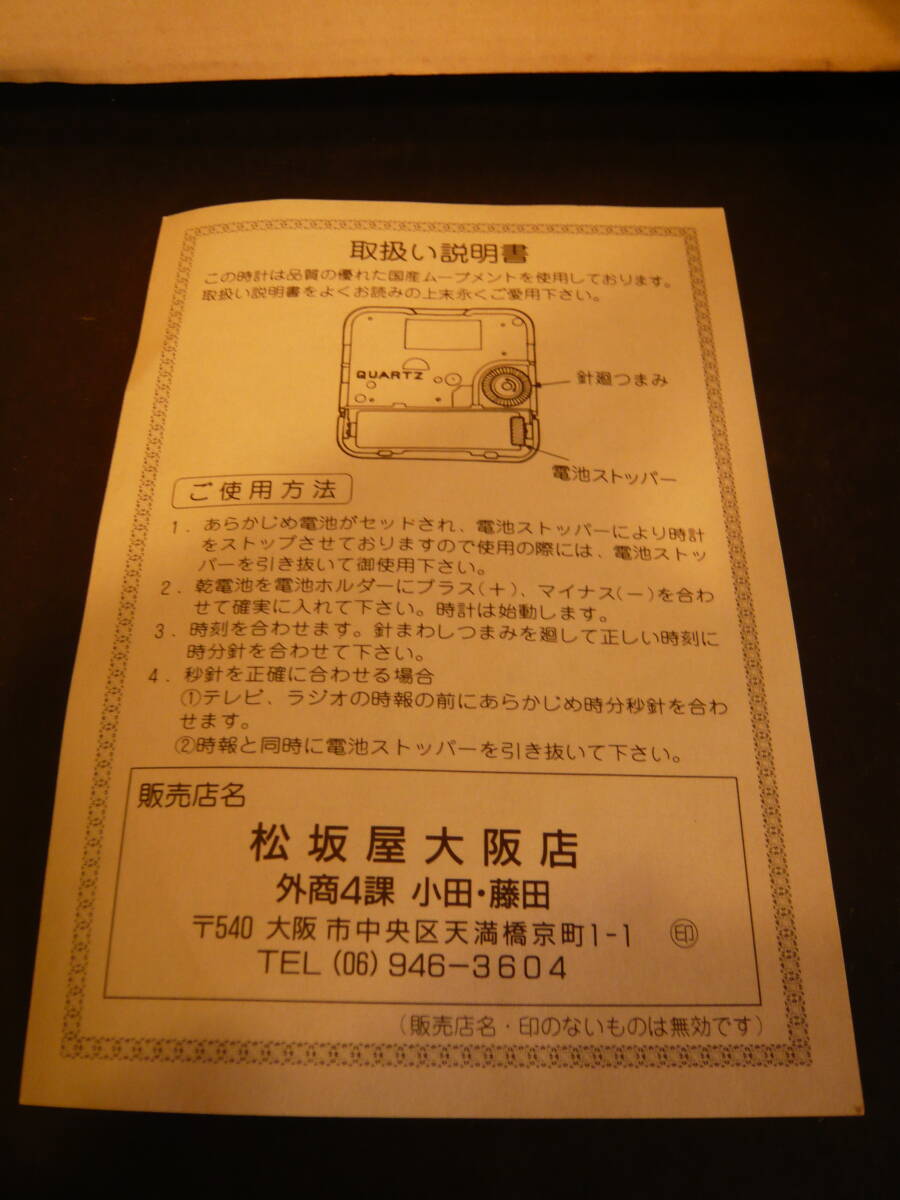 取扱い説明書
この時計は品質の優れた国産ムーブメントを使用しております。
取扱い説明書をよくお読みの上末永くご愛用下さい。
QUARTZ
針廻つまみ
電池ストッパー
ご使用方法
1．あらかじめ電池がセッドされ、電池ストッパーにより時計
をストップさせておりますので使用の際には、電池ストッ
パーを引き抜いて御使用下さい。
2．乾電池を電池ホルダーにプラス(+)、マイナス(−)を合わ
せて確実に入れて下さい。時計は始動します。
3．時刻を合わせます。針まわしつまみを廻して正しい時刻に
時分針を合わせて下さい。
4．秒針を正確に合わせる場合
①テレビ、ラジオの時報の前にあらかじめ時分秒針を合わ
せます。
②時報と同時に電池ストッパーを引き抜いて下さい。
販売店名
松坂屋大阪店
外商4課 小田・藤田
〒540 大阪市中央区天満橋京町1-1 ㊞
TEL (06) 946-3604
（販売店名・印のないものは無効です）